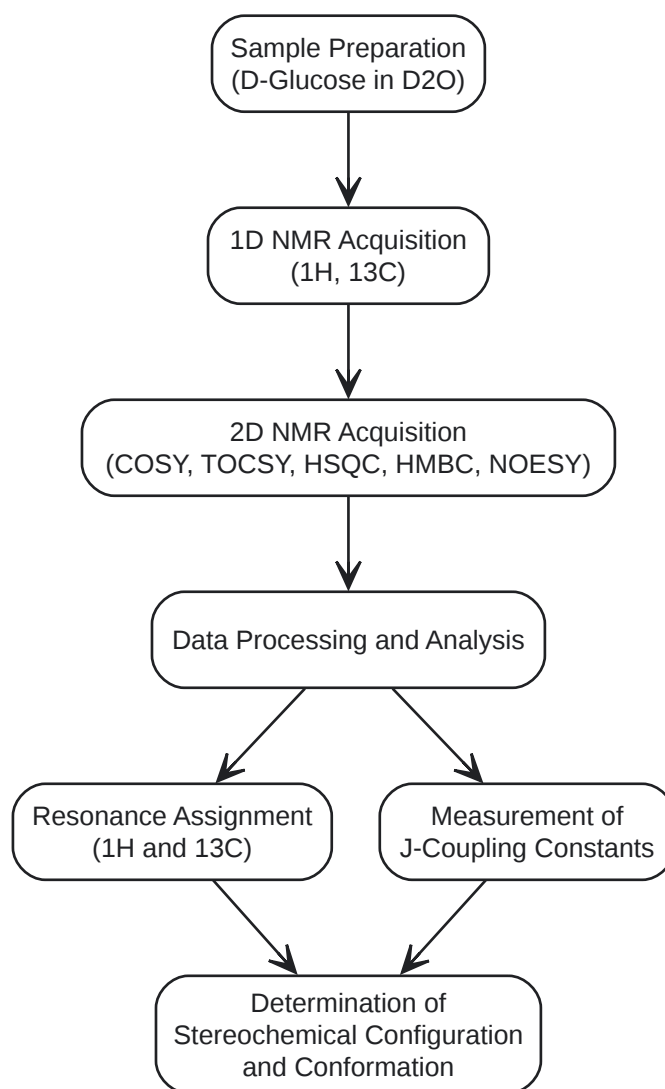 Sample Preparation
(D-Glucose in D2O)
1D NMR Acquisition
(1H, 13C)
2D NMR Acquisition
(COSY, TOCSY, HSQC, HMBC, NOESY)
Data Processing and Analysis
Resonance Assignment
(1H and 13C)
Measurement of
J-Coupling Constants
Determination of
Stereochemical Configuration
and Conformation